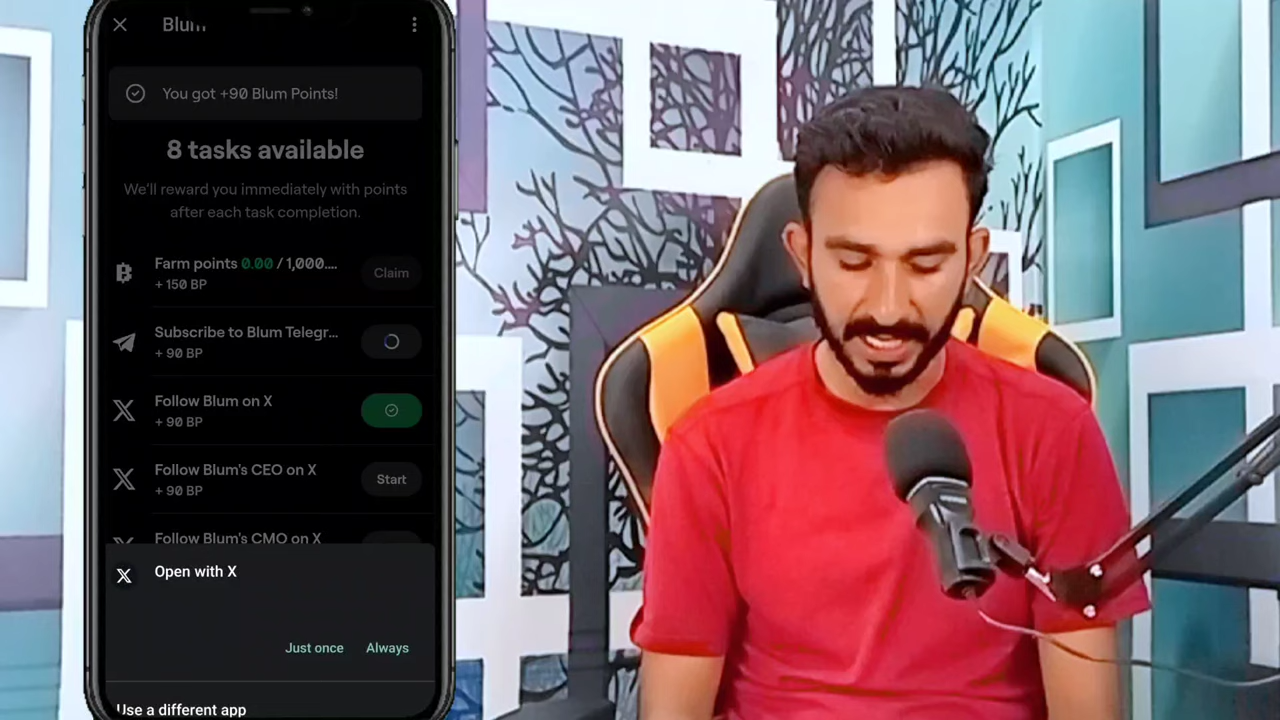 Blum
You got +90 Blum Points!
8 tasks available
We'll reward you immediately with points
after each task completion.
Farm points 0.00 / 1,000....
+ 150 BP
Claim
Subscribe to Blum Telegr...
+ 90 BP
Follow Blum on X
+ 90 BP
Follow Blum's CEO on X
+ 90 BP
Start
Follow Blum's CMO on X
Open with X
Just once Always
Use a different app